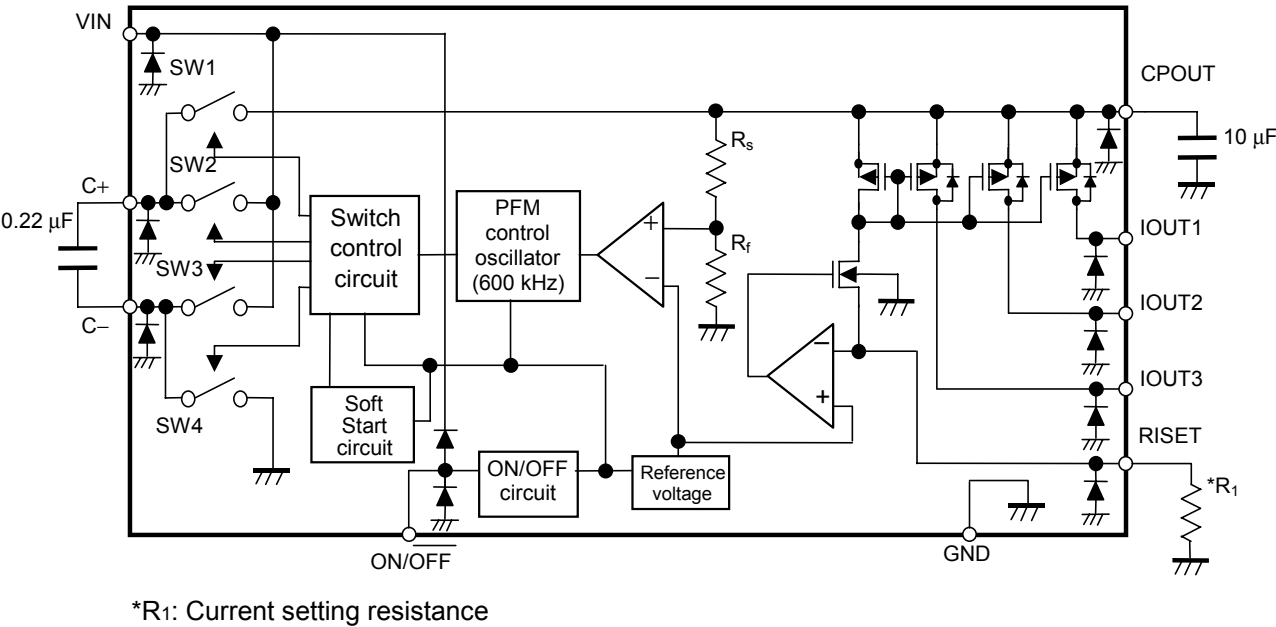 VIN
SW1
CPOUT
SW2
Rs
10 μF
C+
0.22 μF
Switch
control
circuit
PFM
control
oscillator
(600 kHz)
+
−
Rf
IOUT1
SW3
C−
IOUT2
−
+
IOUT3
SW4
Soft
Start
circuit
RISET
ON/OFF
circuit
Reference
voltage
*R1
ON/OFF
GND
*R1: Current setting resistance